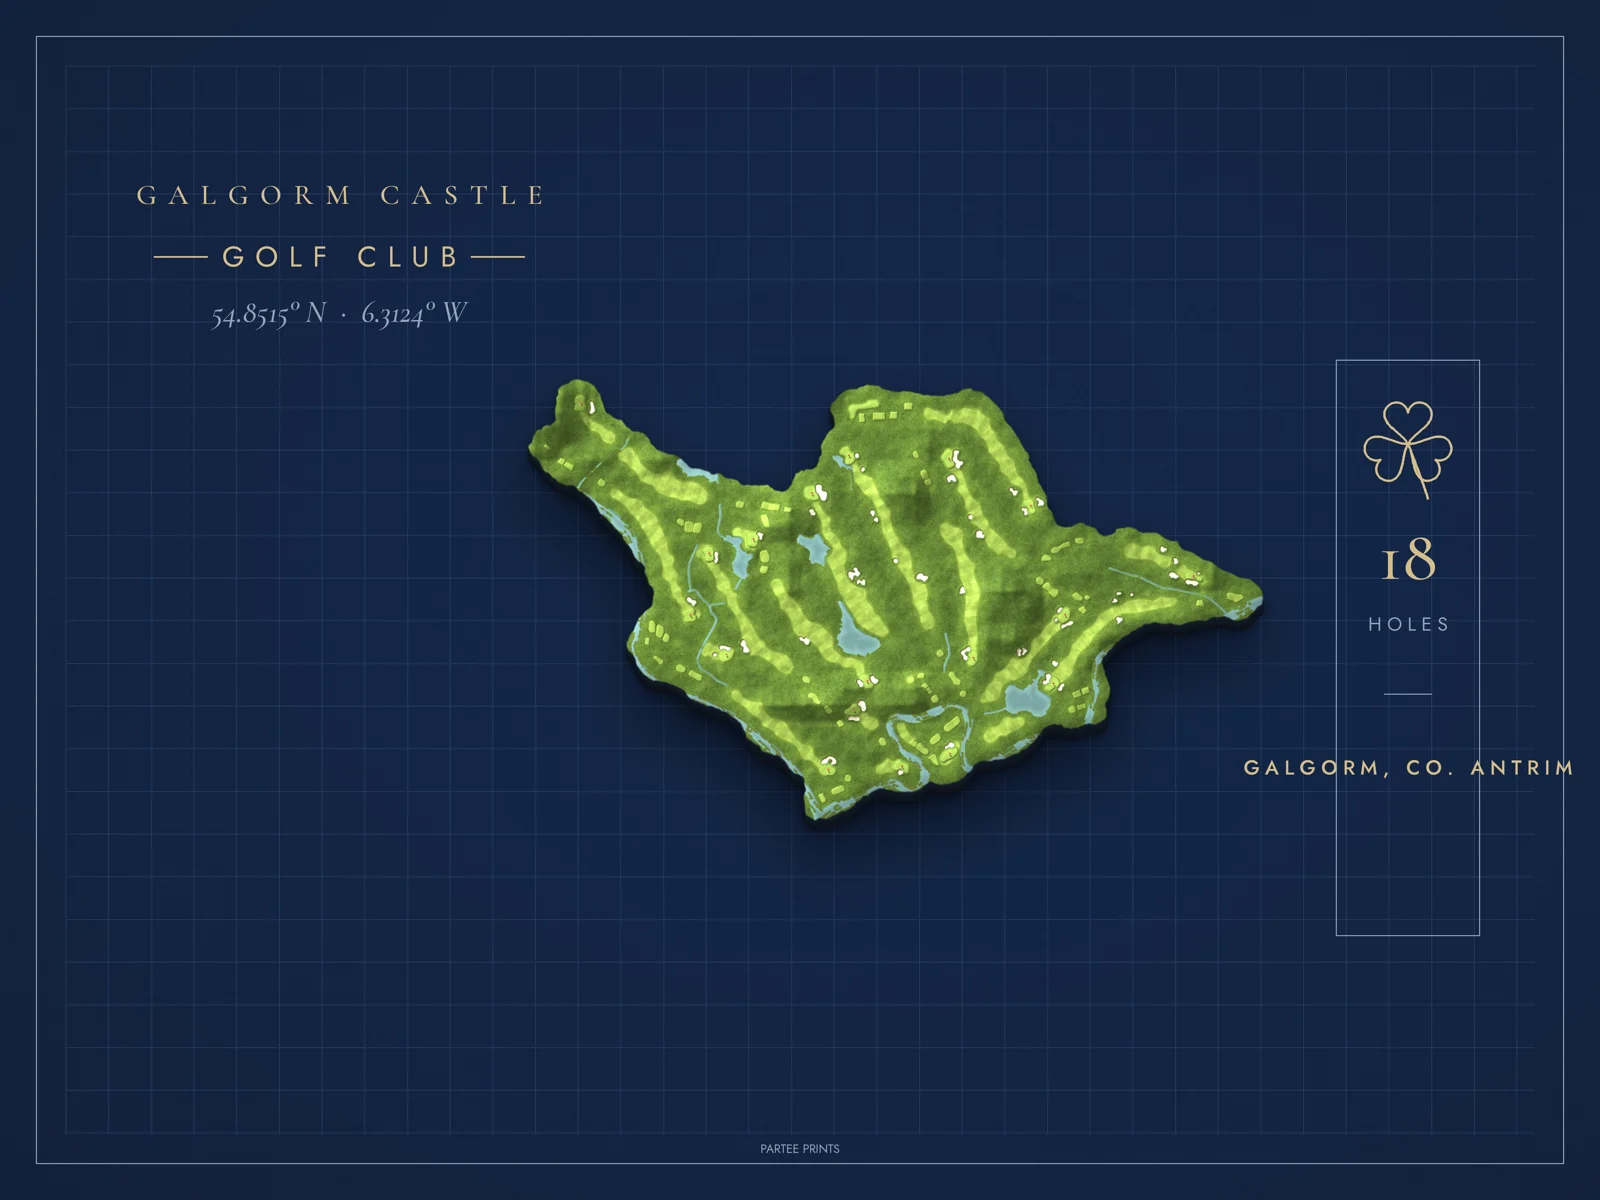 GALGORM CASTLE
GOLF CLUB
54.8515° N · 6.3124° W
18
HOLES
GALGORM, CO. ANTRIM
PARTEE PRINTS